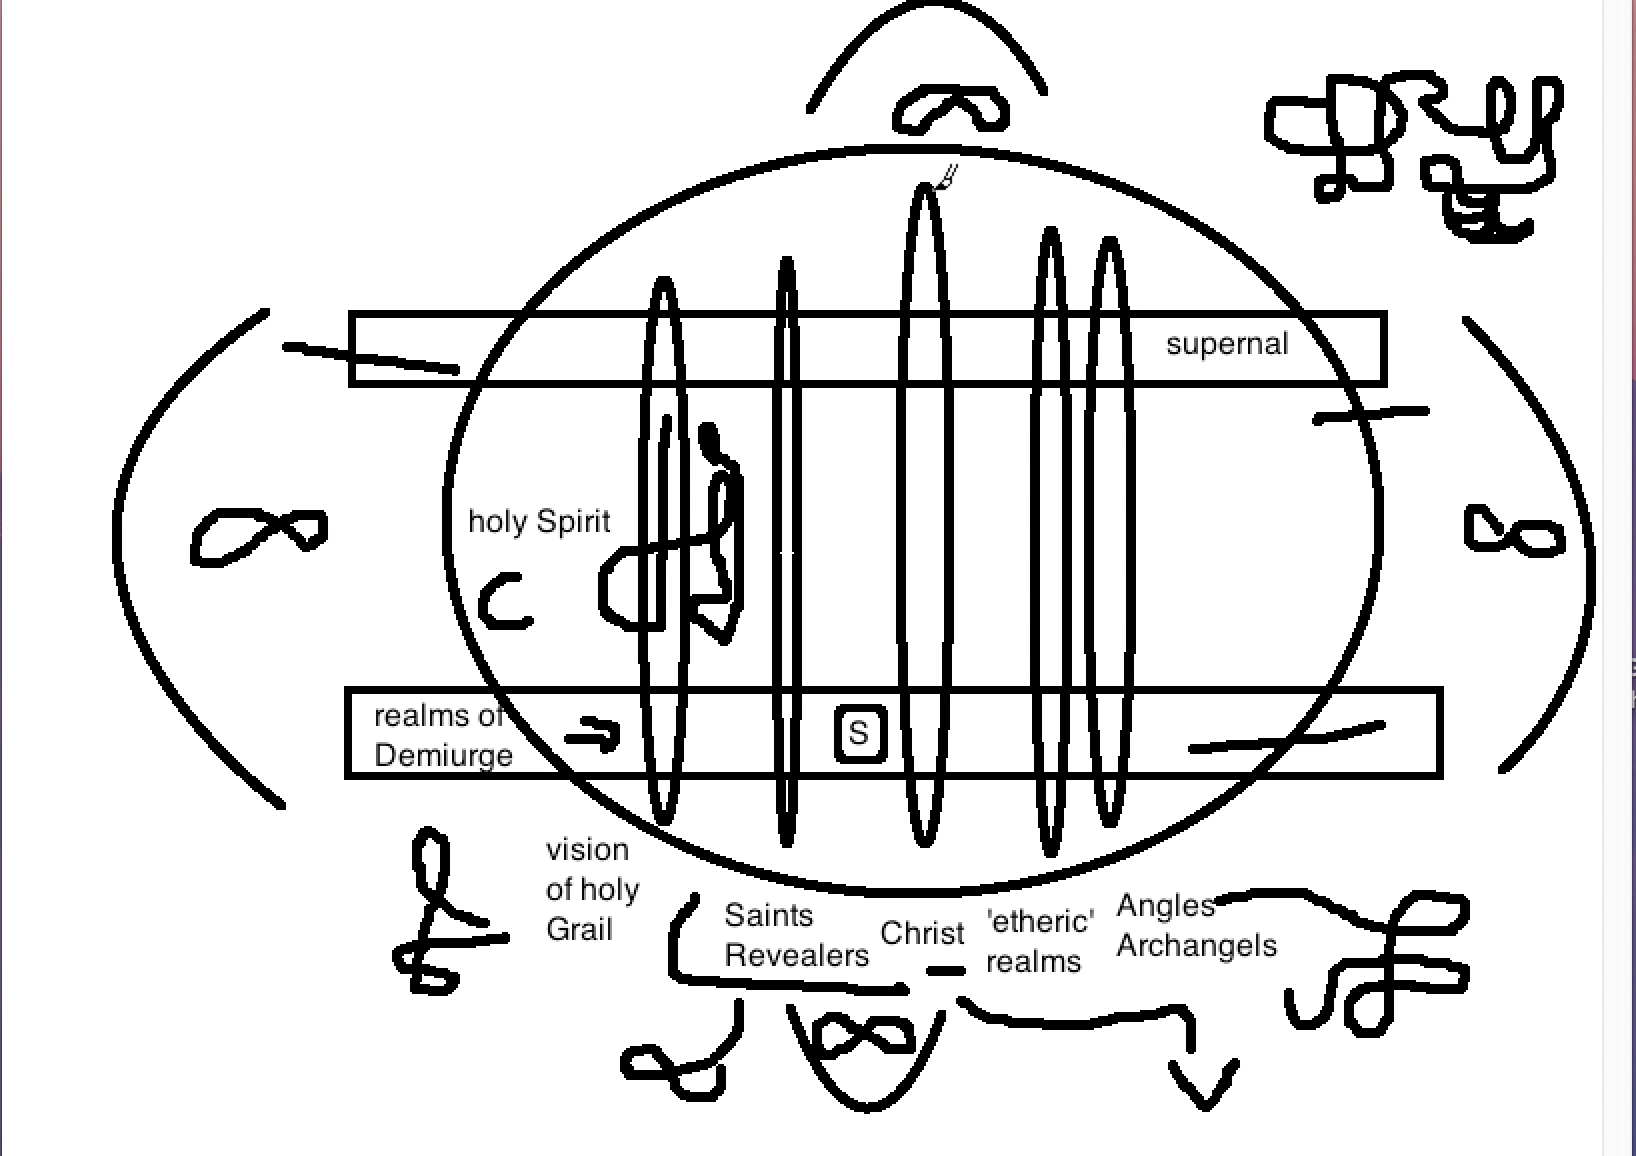 supernal
holy Spirit
C
realms of
Demiurge
S
vision
of holy
Grail
Saints
Revealers
Christ
'etheric'
realms
Angles
Archangels